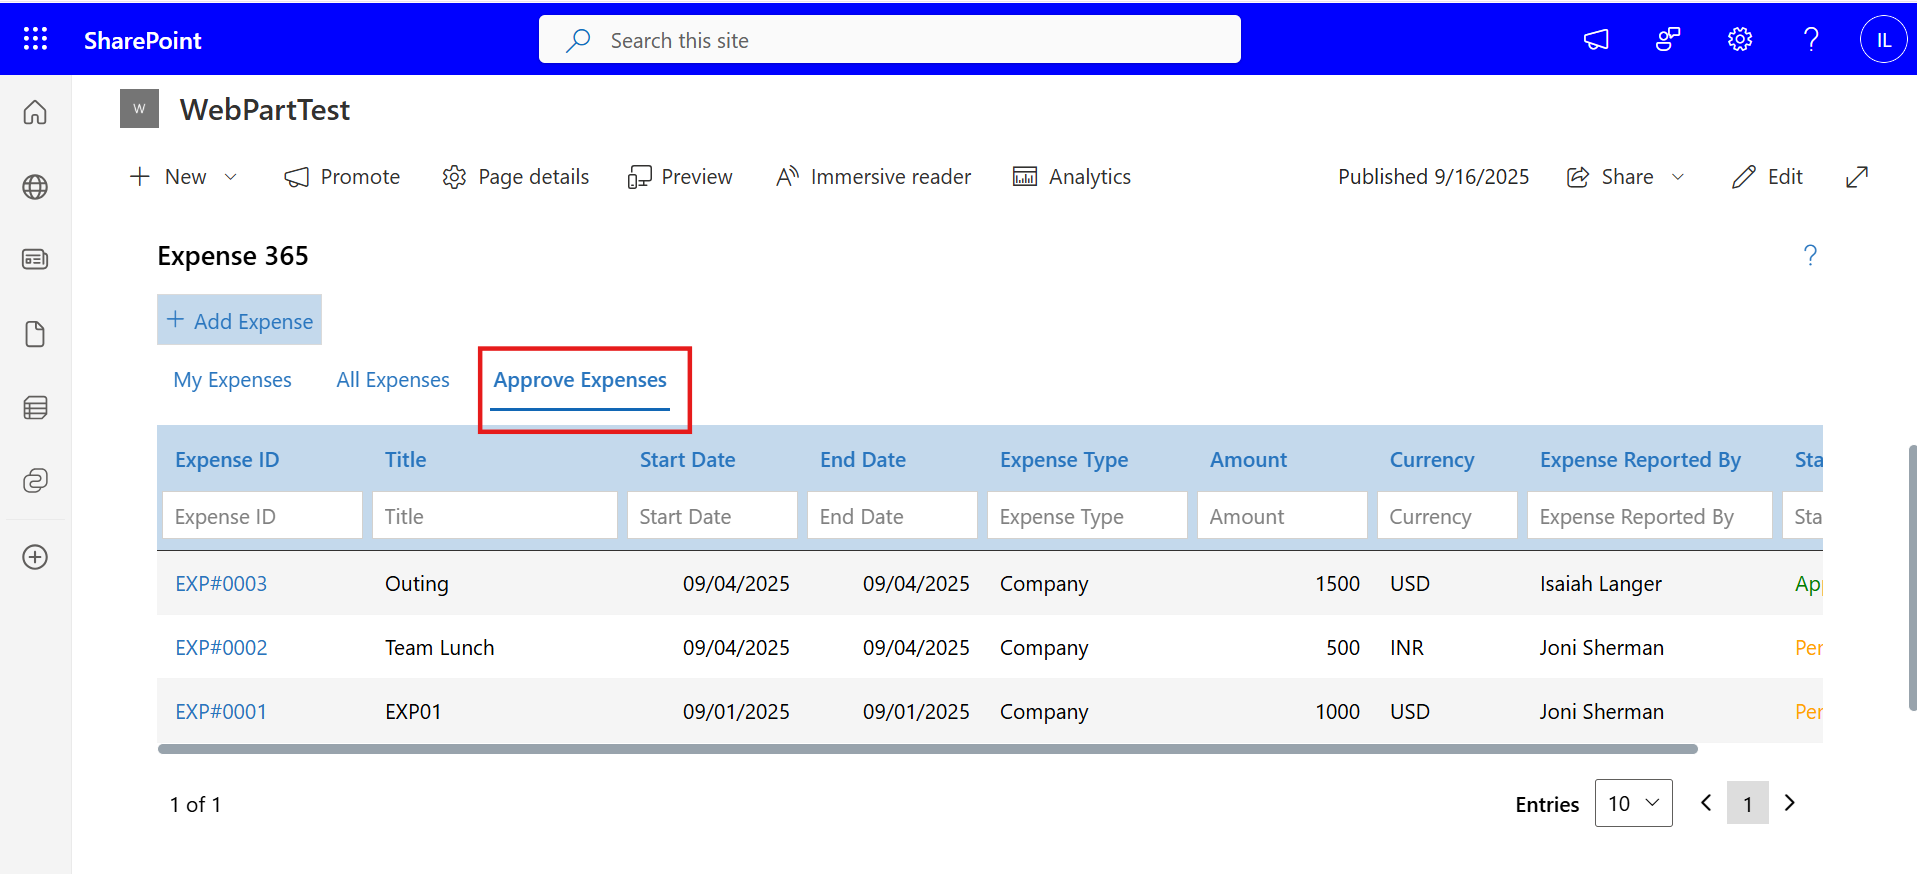 SharePoint
Search this site
IL
W
WebPartTest
New
Promote
Page details
Preview
Immersive reader
Analytics
Published 9/16/2025
Share
Edit
Expense 365
?
+ Add Expense
My Expenses
All Expenses
Approve Expenses
Expense ID Title Start Date End Date Expense Type Amount Currency Expense Reported By Sta
Expense ID Title Start Date End Date Expense Type Amount Currency Expense Reported By Sta
EXP#0003 Outing 09/04/2025 09/04/2025 Company 1500 USD Isaiah Langer App
EXP#0002 Team Lunch 09/04/2025 09/04/2025 Company 500 INR Joni Sherman Per
EXP#0001 EXP01 09/01/2025 09/01/2025 Company 1000 USD Joni Sherman Per
1 of 1
Entries 10 1